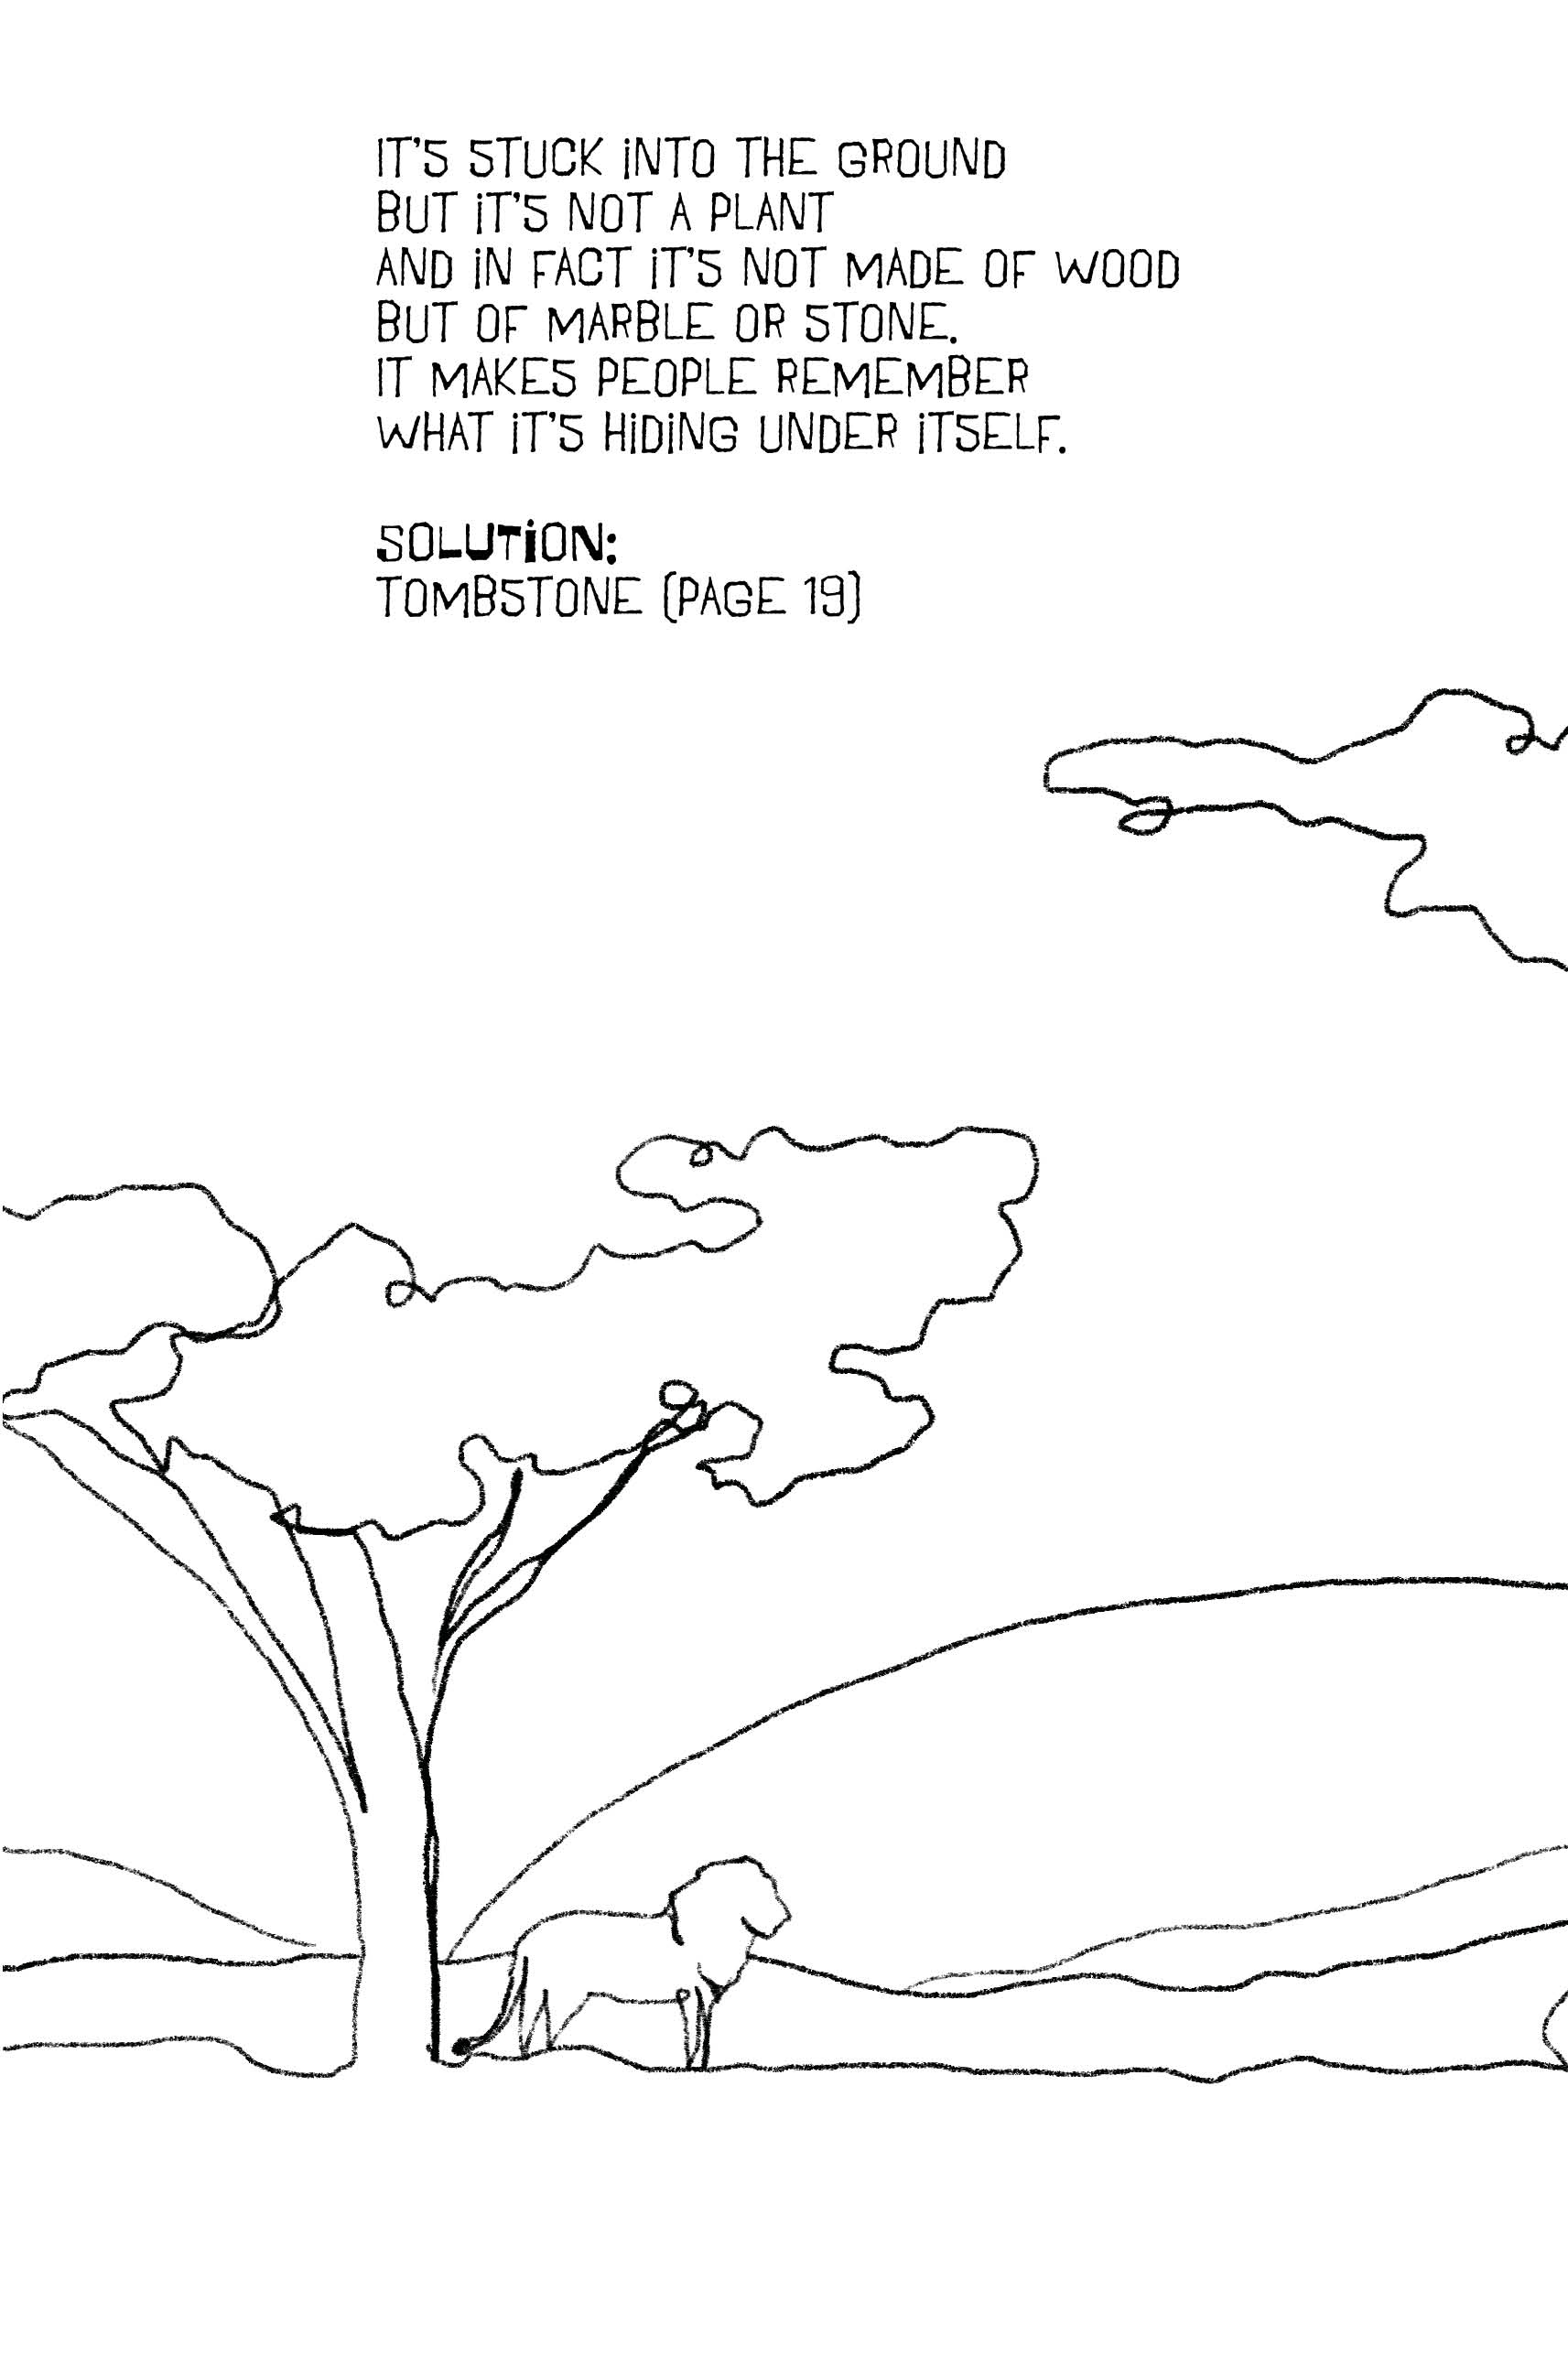 IT'S STUCK INTO THE GROUND
BUT IT'S NOT A PLANT
AND IN FACT IT'S NOT MADE OF WOOD
BUT OF MARBLE OR STONE.
IT MAKES PEOPLE REMEMBER
WHAT IT'S HIDING UNDER ITSELF.
SOLUTION:
TOMBSTONE (PAGE 19)